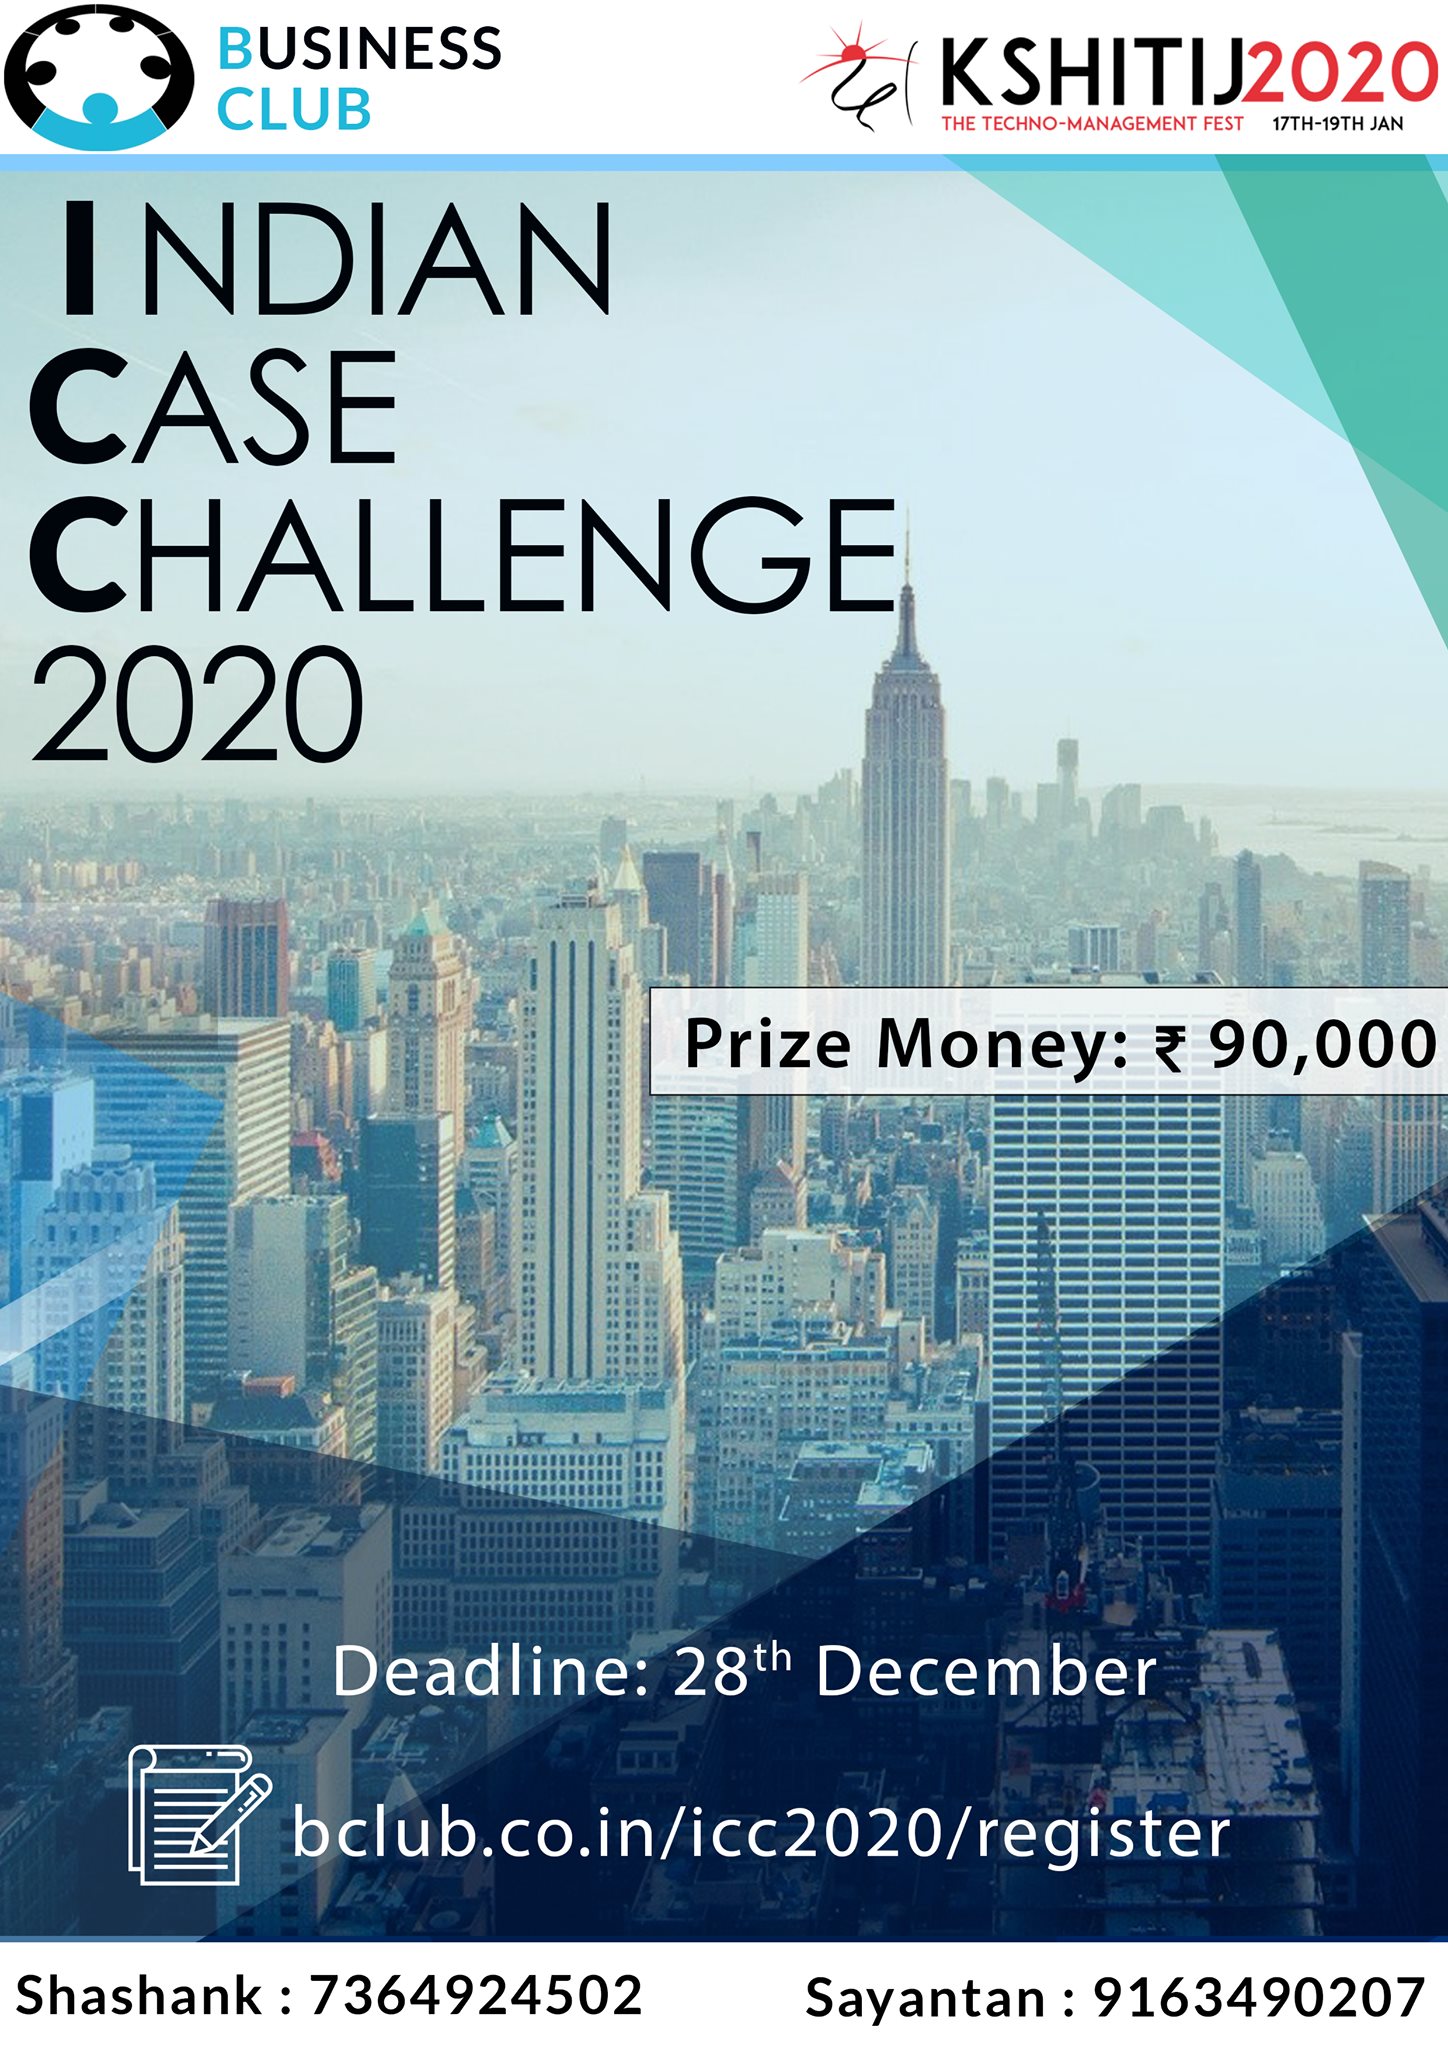 BUSINESS
CLUB
KSHITIJ2020
THE TECHNO-MANAGEMENT FEST 17TH-19TH JAN
INDIAN
CASE
CHALLENGE
2020
Prize Money: ₹ 90,000
Deadline: 28th December
bclub.co.in/icc2020/register
Shashank : 7364924502
Sayantan : 9163490207